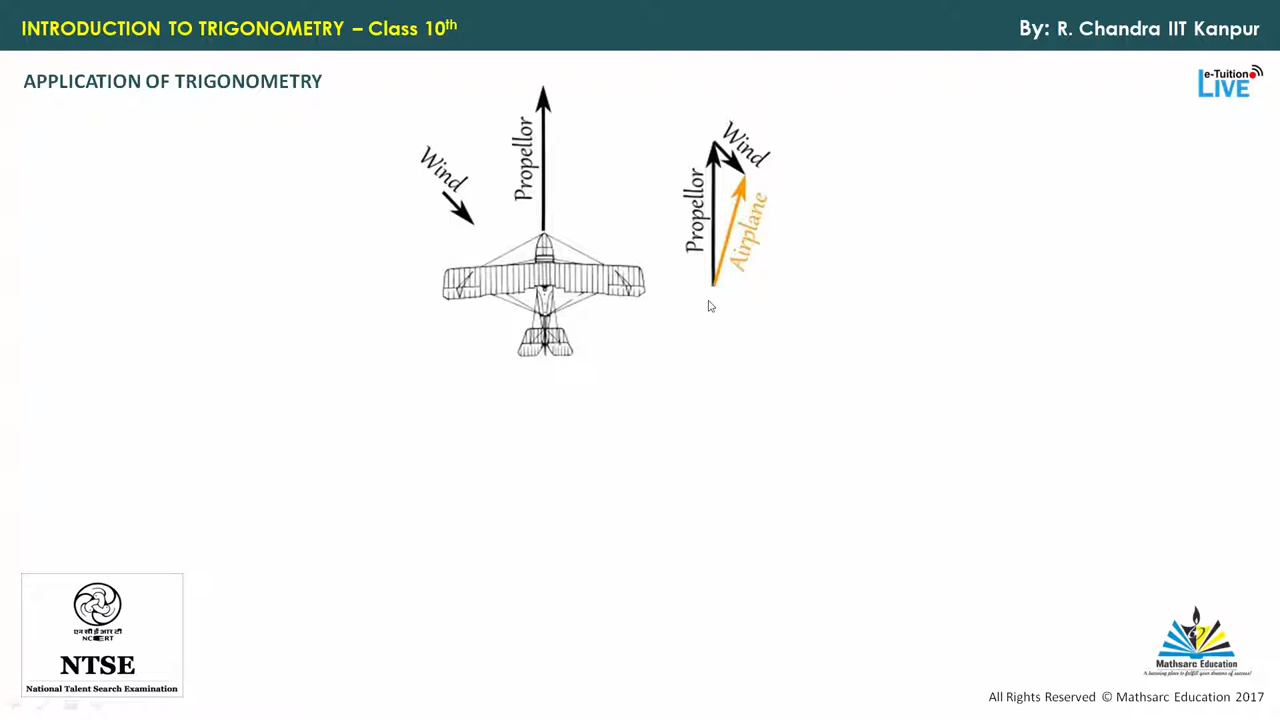 INTRODUCTION TO TRIGONOMETRY – Class 10th
By: R. Chandra IIT Kanpur
APPLICATION OF TRIGONOMETRY
e-Tuition
LIVE
Wind
Propellor
Wind
Propellor
Airplane
एन सी ई आर टी
NCERT
NTSE
National Talent Search Examination
Mathsarc Education
A learning place to fulfill your dreams of success!
All Rights Reserved © Mathsarc Education 2017